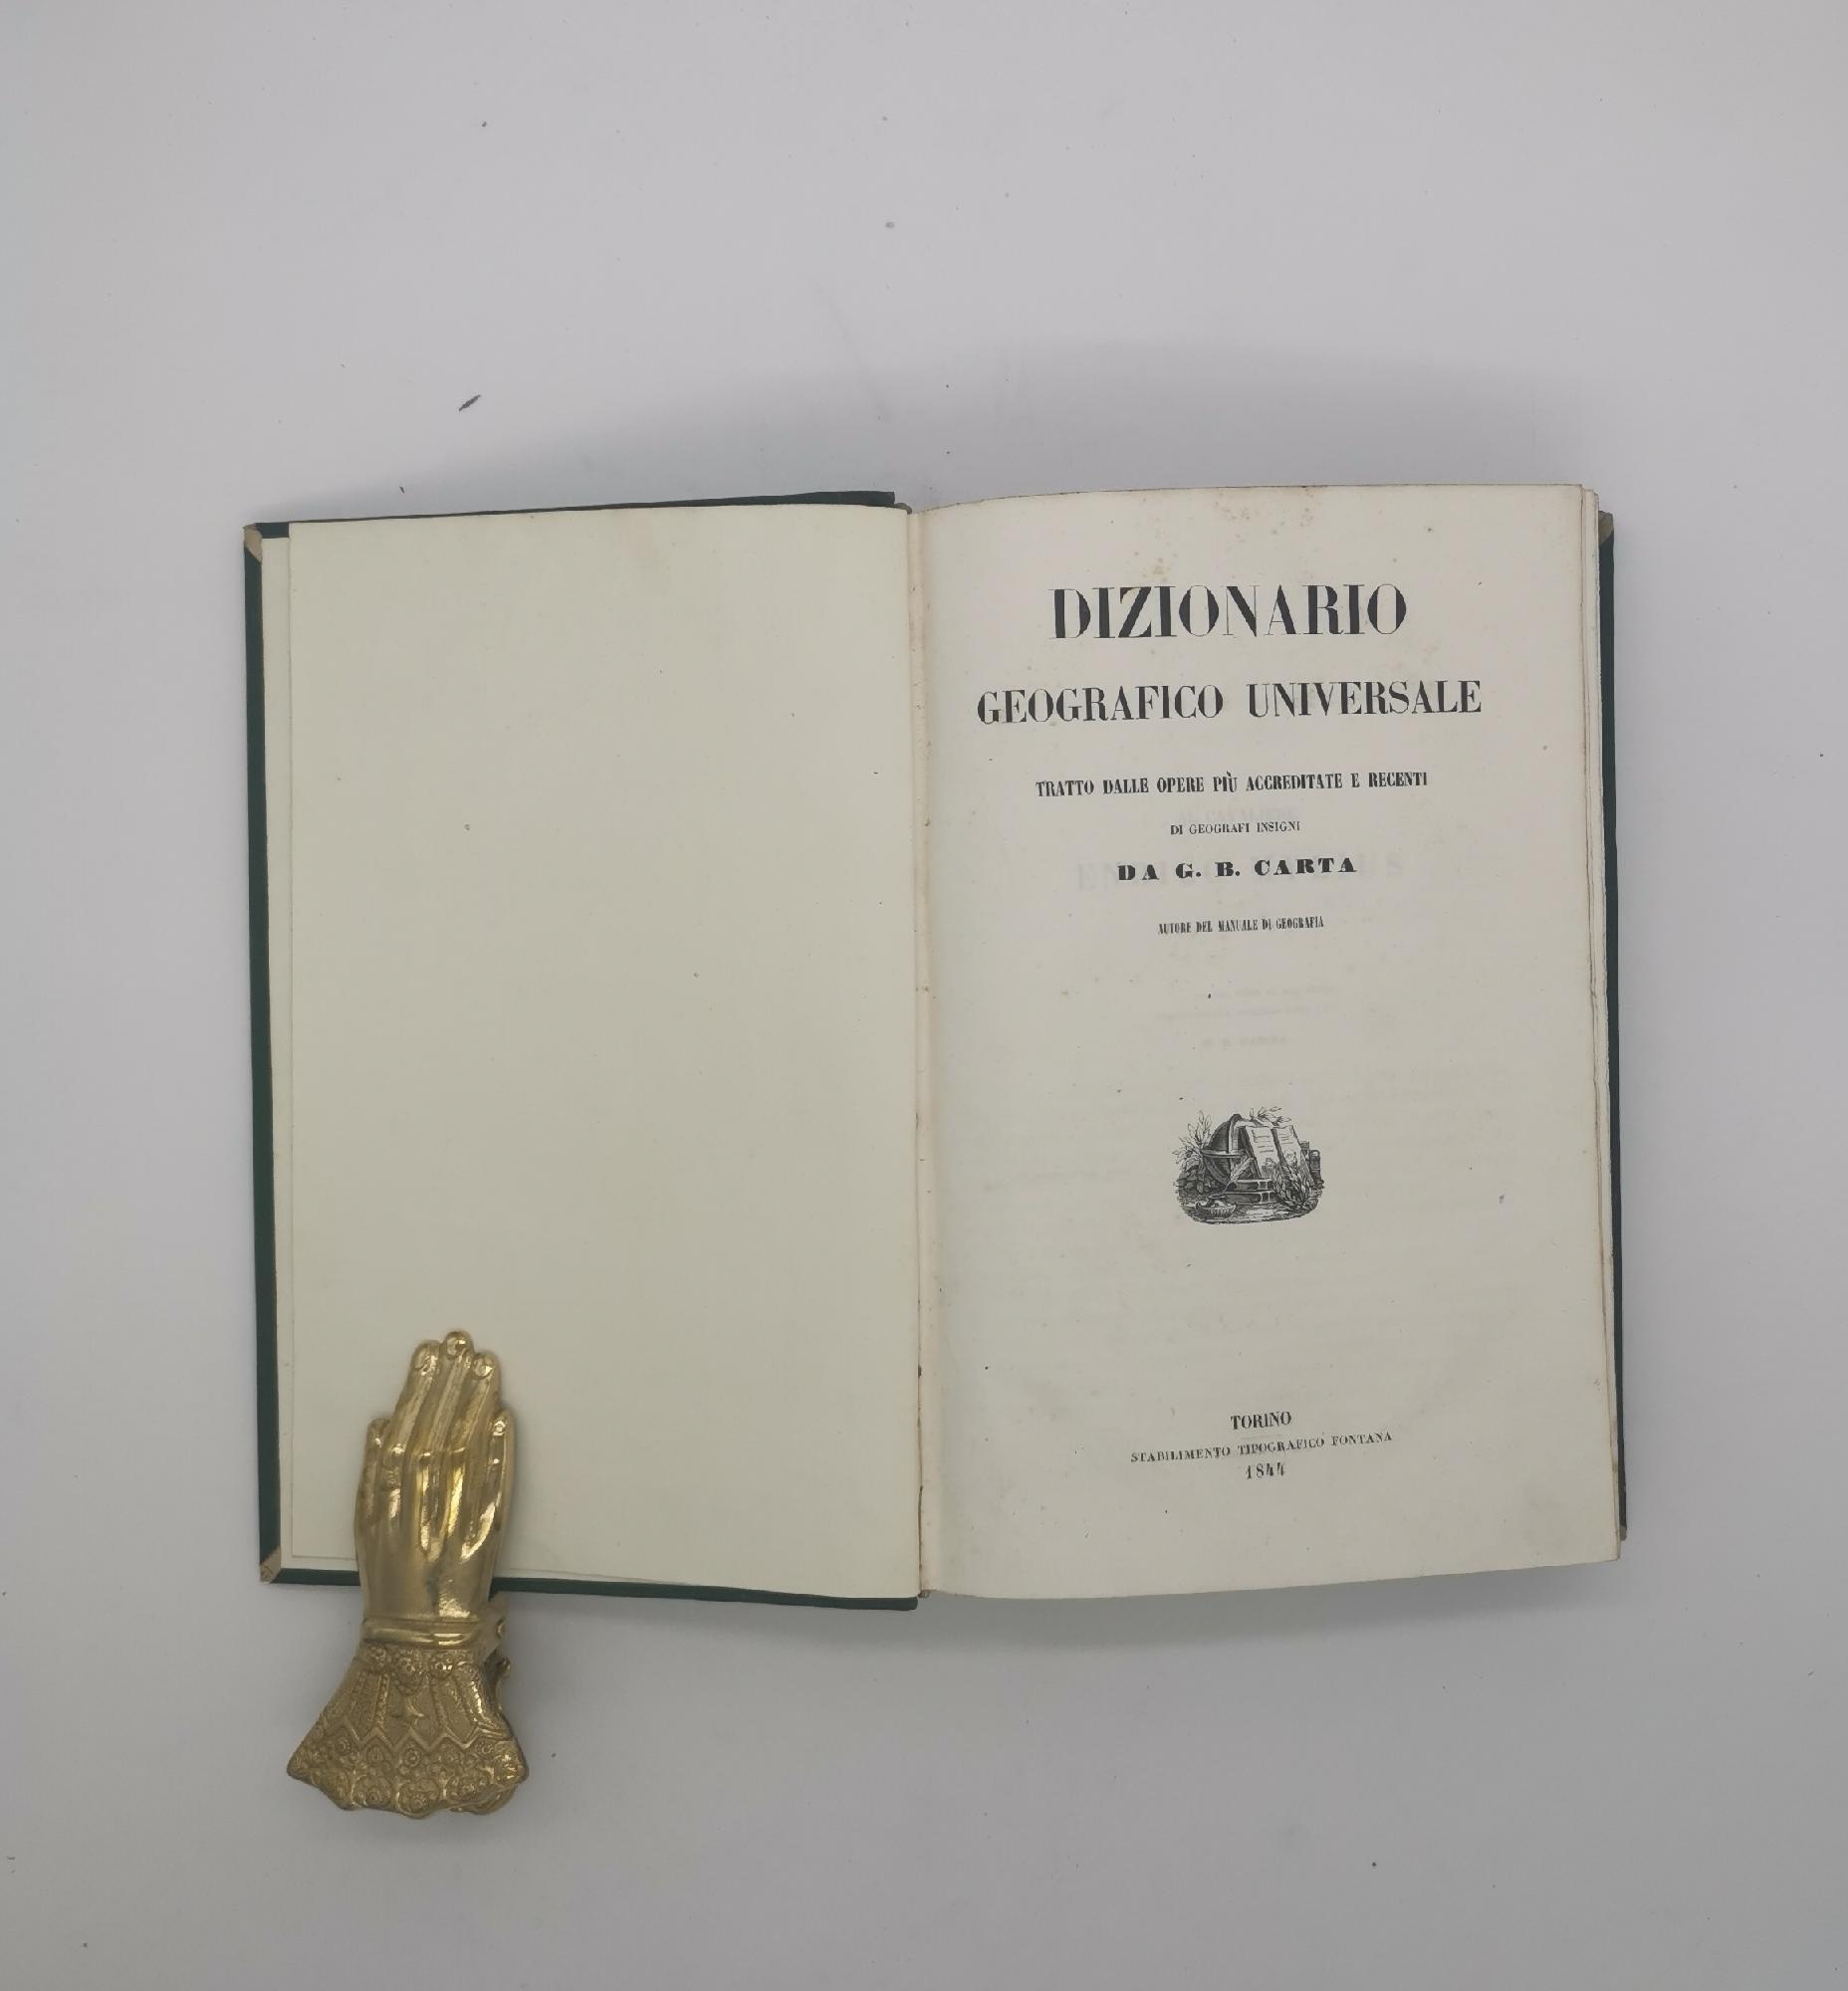 DIZIONARIO
GEOGRAFICO UNIVERSALE
TRATTO DALLE OPERE PIÙ ACCREDITATE E RECENTI
DI GEOGRAFI INSIGNI
DA G. B. CARTA
AUTORE DEL MANUALE DI GEOGRAFIA
TORINO
STABILIMENTO TIPOGRAFICO FONTANA
1844